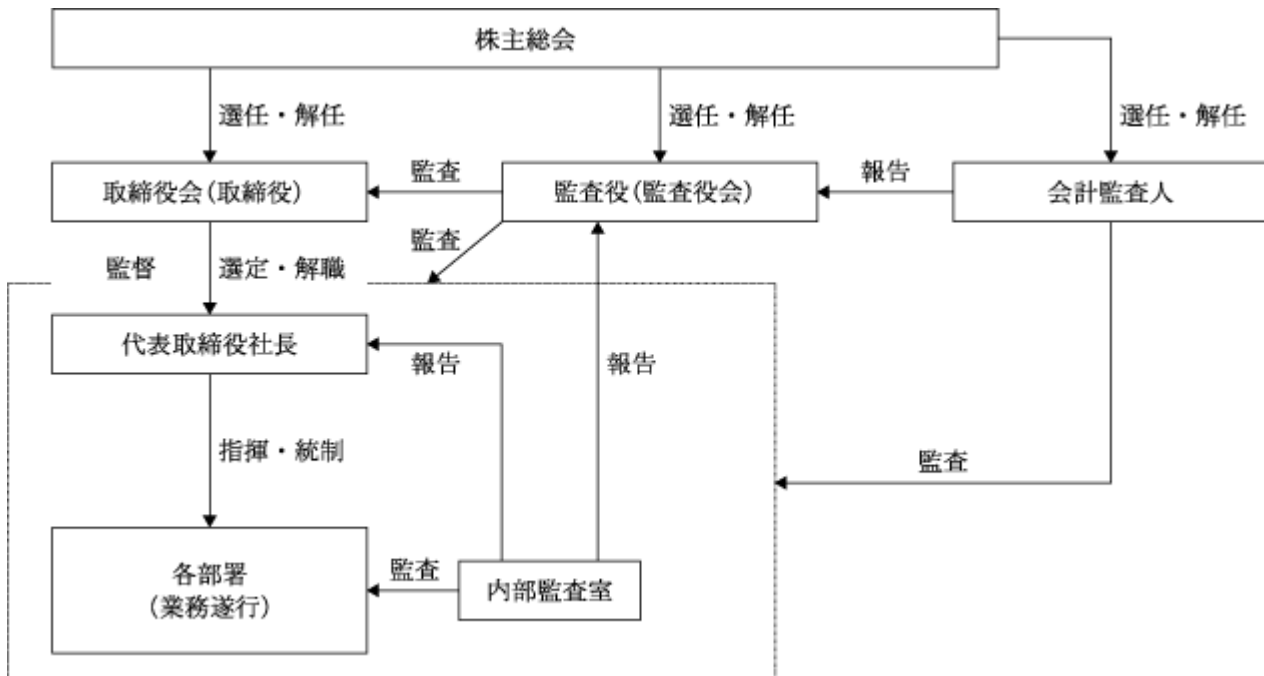 株主総会
選任・解任
選任・解任
選任・解任
取締役会(取締役)
監査
監査役(監査役会)
報告
会計監査人
監査
監督
選定・解職
代表取締役社長
報告
報告
指揮・統制
監査
各部署
(業務遂行)
監査
内部監査室